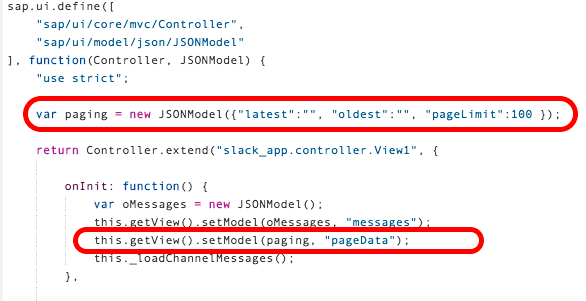 sap.ui.define([
    "sap/ui/core/mvc/Controller",
    "sap/ui/model/json/JSONModel"
], function(Controller, JSONModel) {
    "use strict";
    var paging = new JSONModel({"latest":"", "oldest":"", "pageLimit":100 });
    return Controller.extend("slack_app.controller.View1", {
        onInit: function() {
            var oMessages = new JSONModel();
            this.getView().setModel(oMessages, "messages");
            this.getView().setModel(paging, "pageData");
            this._loadChannelMessages();
        },